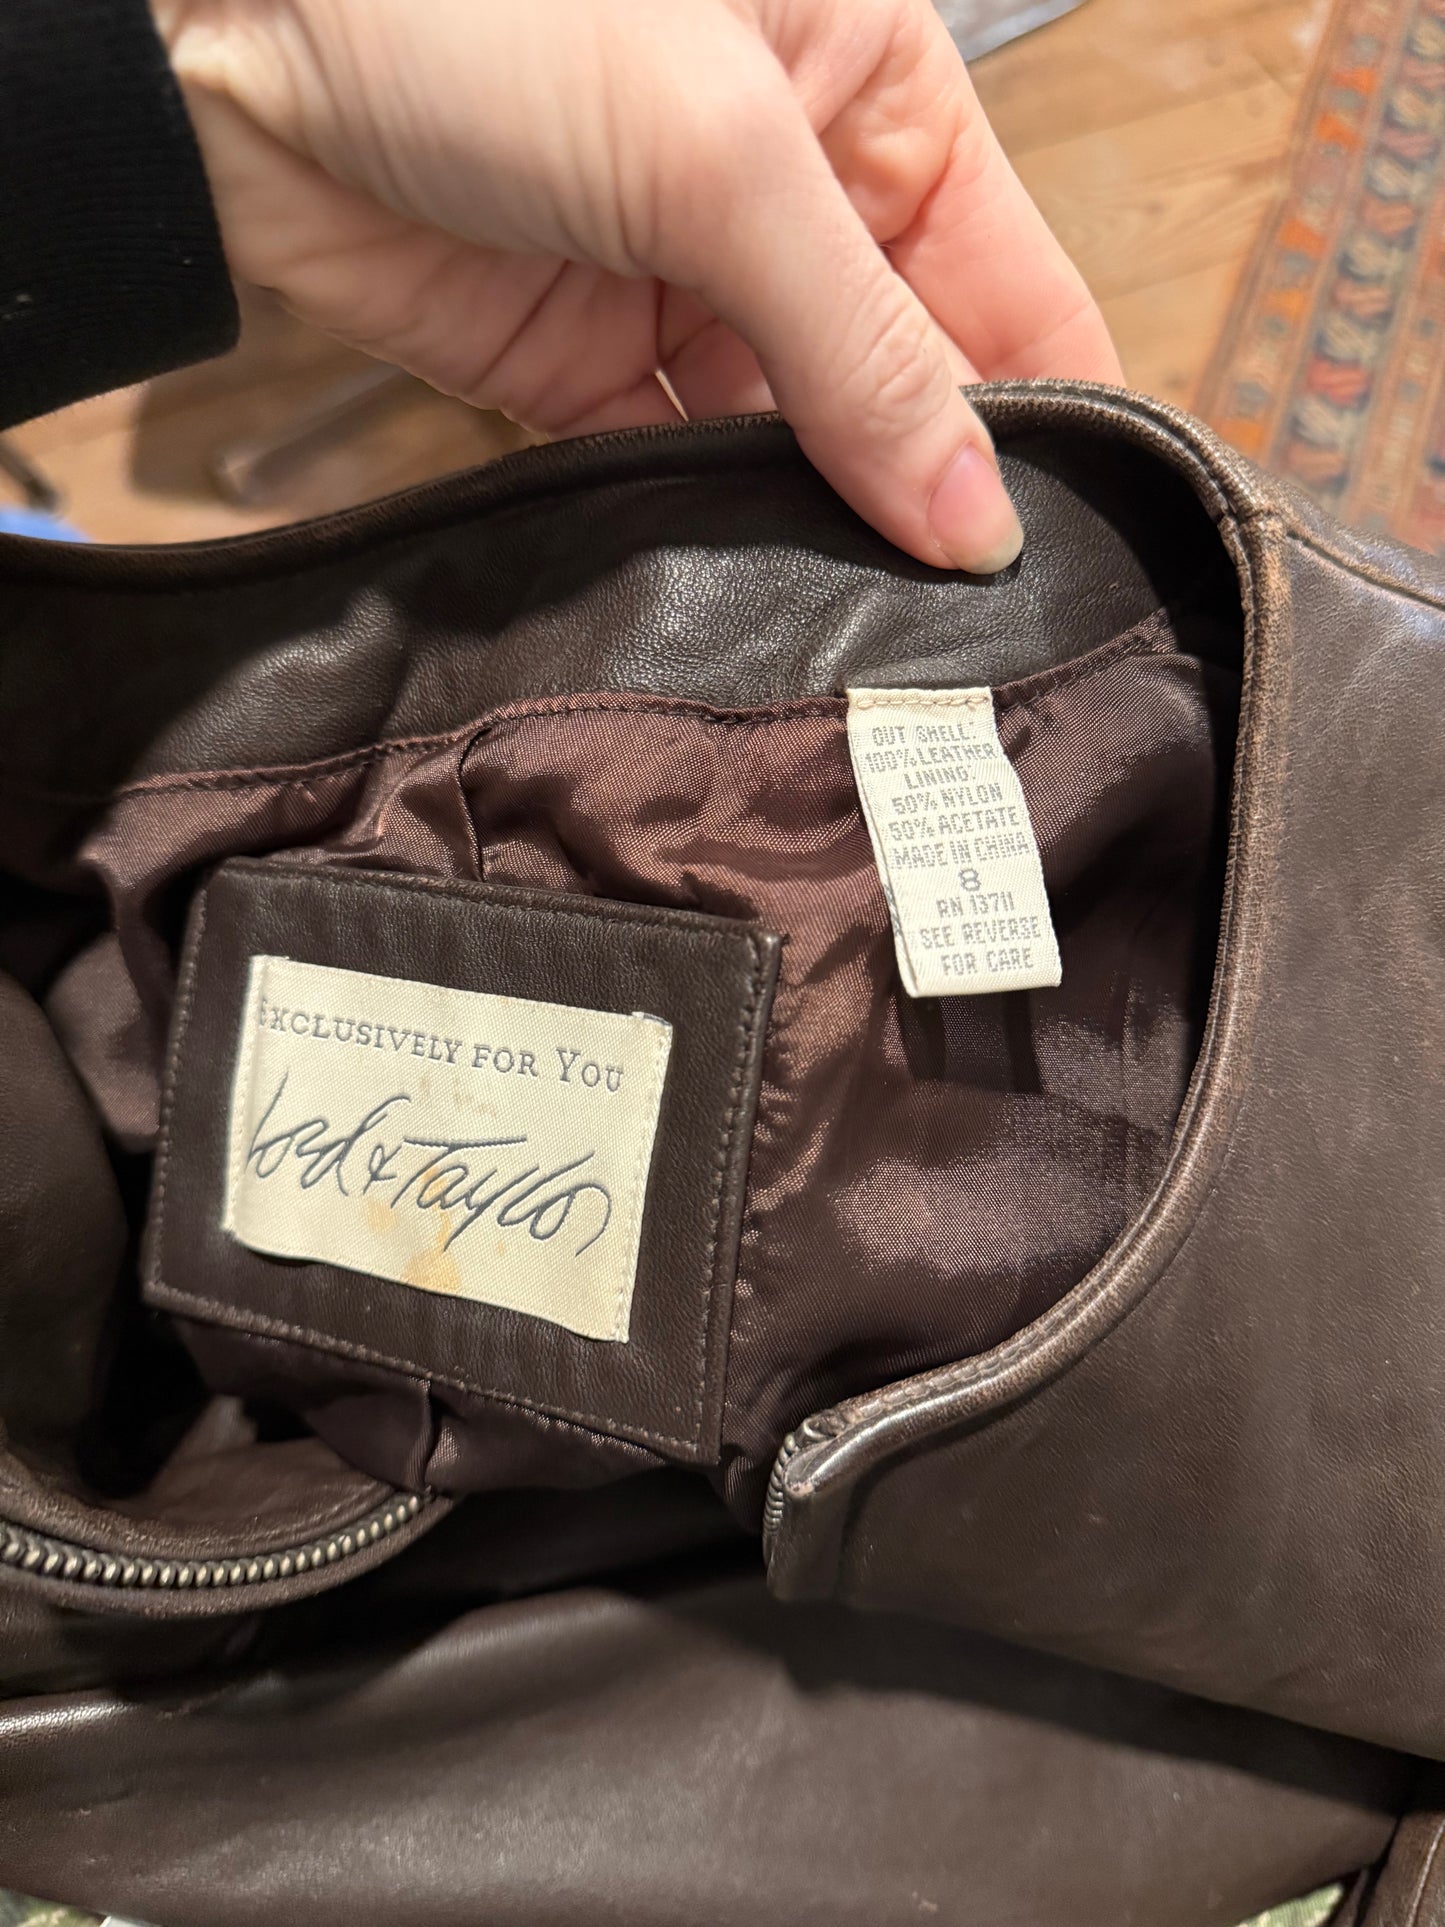 OUT/SHELL:
100% LEATHER
LINING:
50% NYLON
50% ACETATE
MADE IN CHINA
8
RN 13711
SEE REVERSE
FOR CARE
EXCLUSIVELY FOR YOU
Lord & Taylor